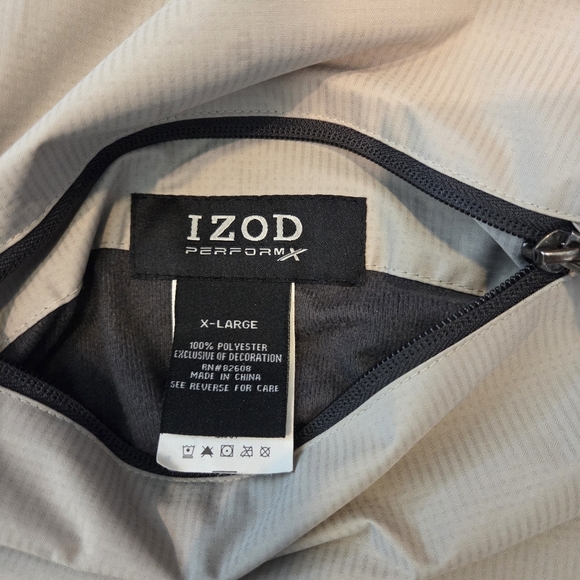 IZOD
PERFORMX
X-LARGE
100% POLYESTER
EXCLUSIVE OF DECORATION
RN#82608
MADE IN CHINA
SEE REVERSE FOR CARE